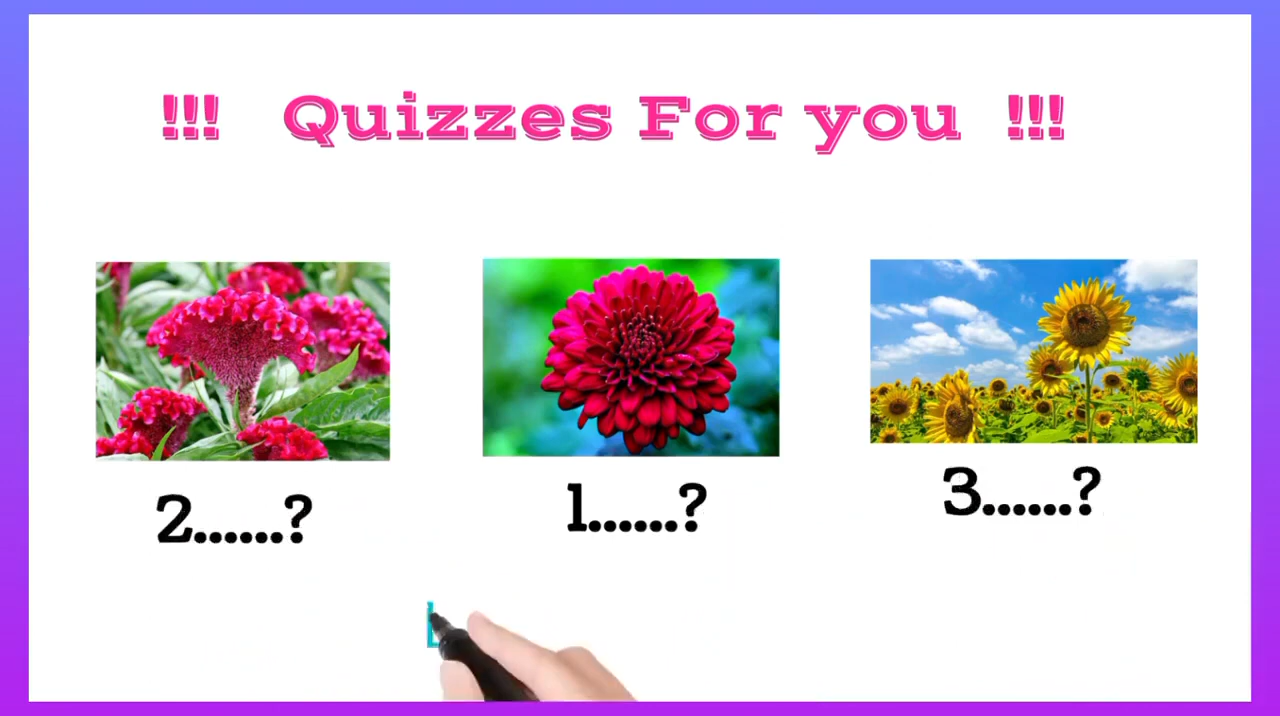 !!! Quizzes For you !!!
2......?
1......?
3......?